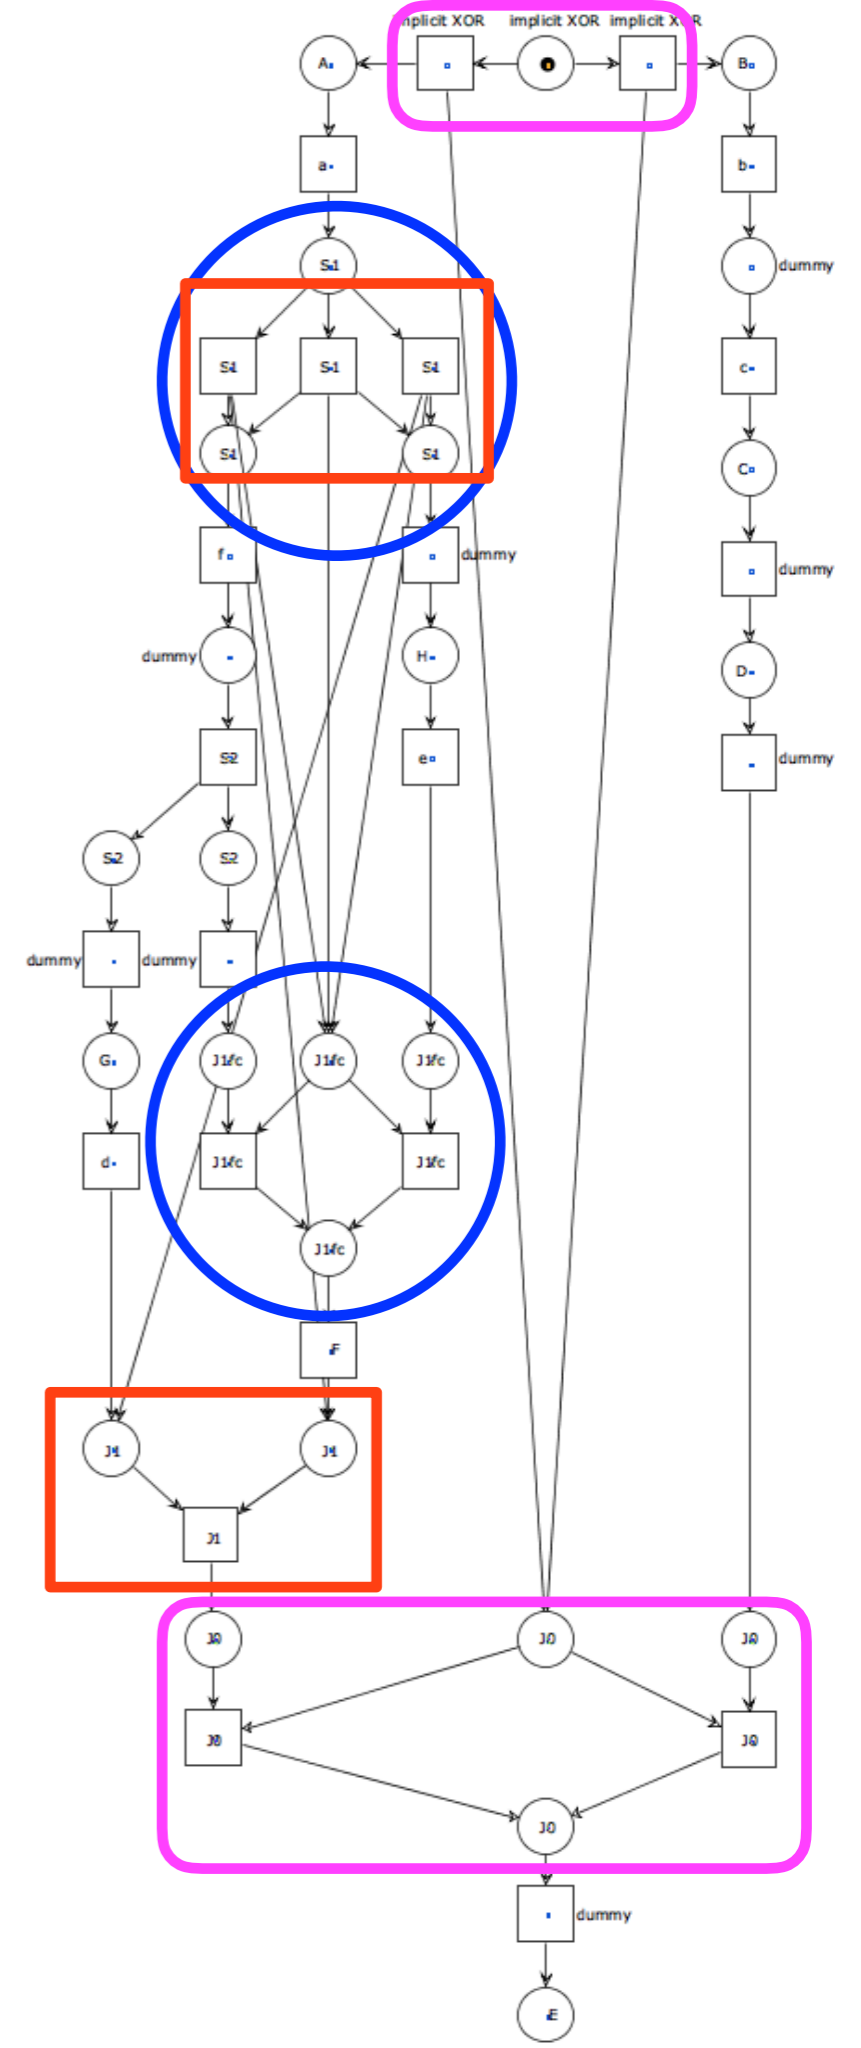 implicit XOR implicit XOR implicit XOR
A B
a b
S1 dummy
S1 S1 S1 c
S1 S1 C
f dummy dummy
dummy H D
S2 e dummy
S2 S2
dummy dummy
G J1fc J1fc J1fc
d J1fc J1fc
J1fc
F
J1 J1
J1
J0 J0 J0
J0 J0
J0
dummy
E